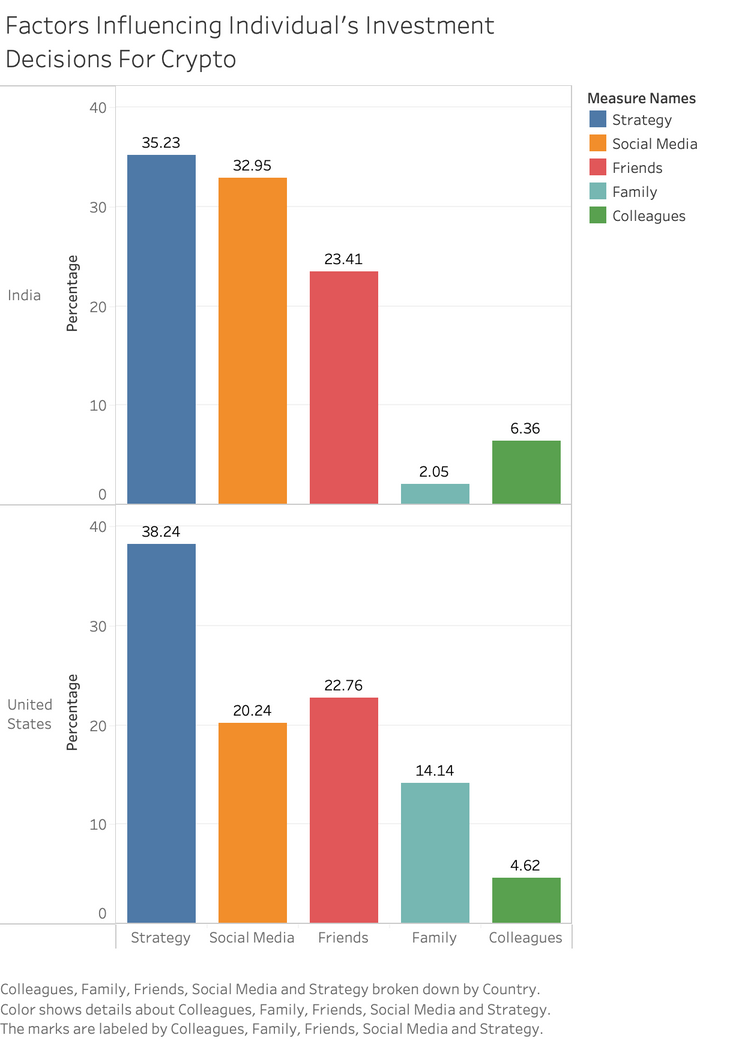 Factors Influencing Individual's Investment
Decisions For Crypto
Measure Names
Strategy
Social Media
Friends
Family
Colleagues
India
Percentage
40
30
20
10
0
35.23
32.95
23.41
2.05
6.36
United
States
Percentage
40
30
20
10
0
38.24
20.24
22.76
14.14
4.62
Strategy Social Media Friends Family Colleagues
Colleagues, Family, Friends, Social Media and Strategy broken down by Country.
Color shows details about Colleagues, Family, Friends, Social Media and Strategy.
The marks are labeled by Colleagues, Family, Friends, Social Media and Strategy.